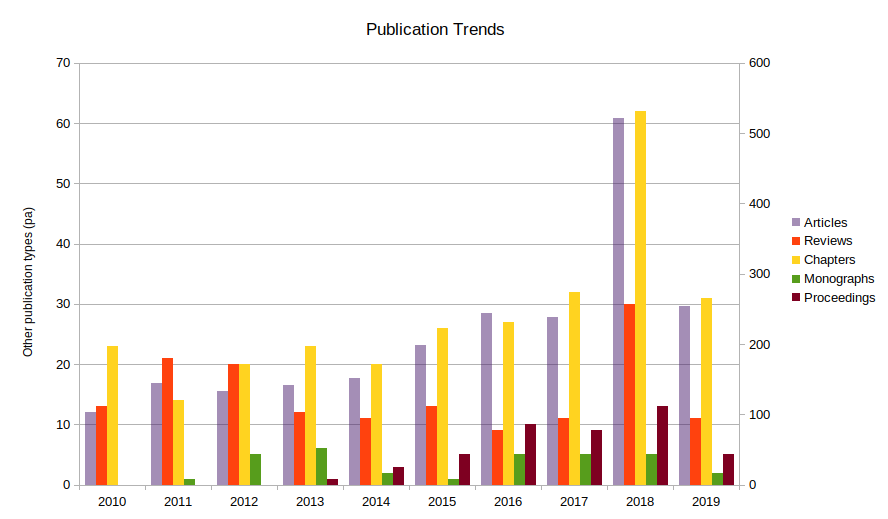 Publication Trends
70
60
50
40
30
20
10
0
Other publication types (pa)
600
500
400
300
200
100
0
2010 2011 2012 2013 2014 2015 2016 2017 2018 2019
Articles
Reviews
Chapters
Monographs
Proceedings